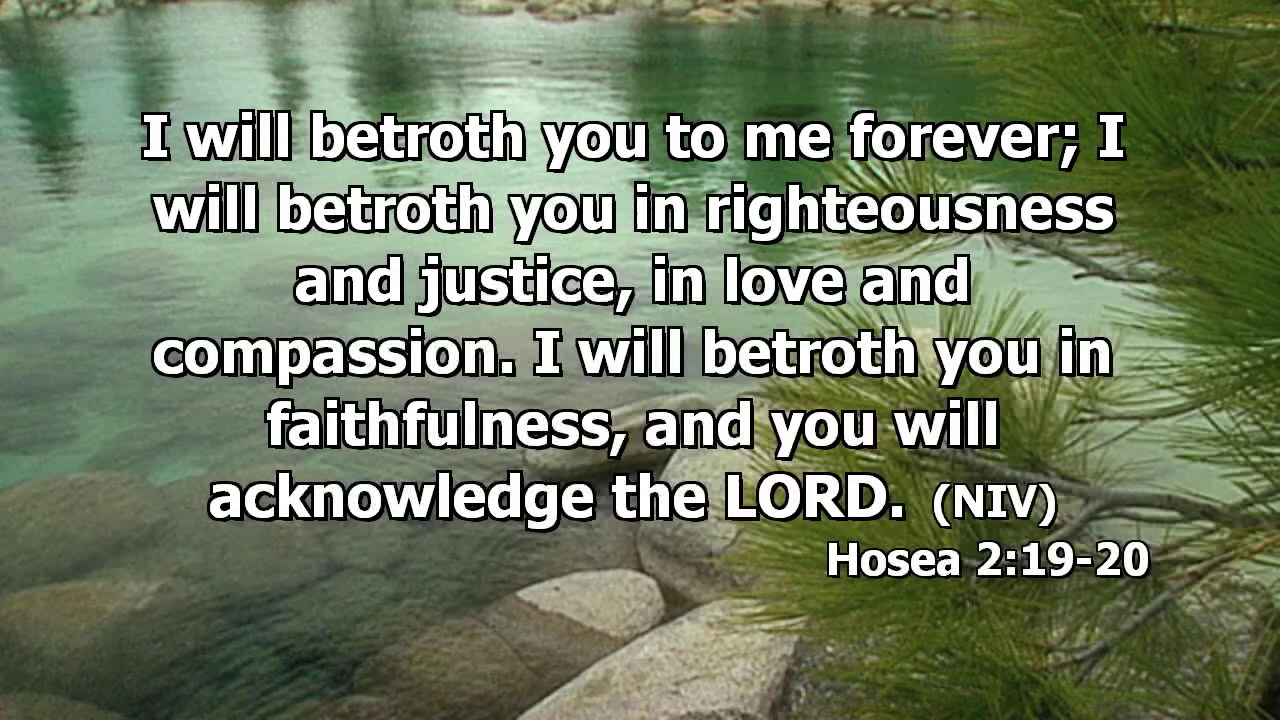 I will betroth you to me forever; I
will betroth you in righteousness
and justice, in love and
compassion. I will betroth you in
faithfulness, and you will
acknowledge the LORD. (NIV)
Hosea 2:19-20